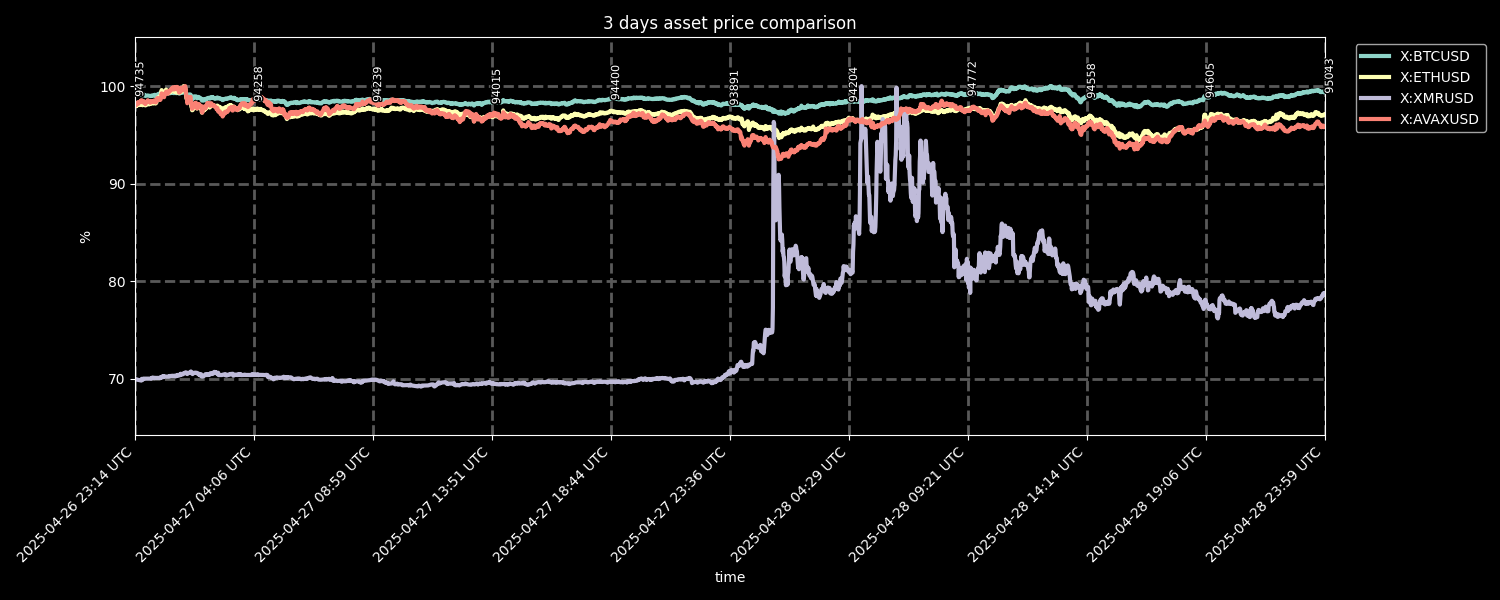 3 days asset price comparison
X:BTCUSD
X:ETHUSD
X:XMRUSD
X:AVAXUSD
%
100
90
80
70
94735
94258
94239
94015
94400
93891
94204
94772
94558
94605
95043
2025-04-26 23:14 UTC
2025-04-27 04:06 UTC
2025-04-27 08:59 UTC
2025-04-27 13:51 UTC
2025-04-27 18:44 UTC
2025-04-27 23:36 UTC
2025-04-28 04:29 UTC
2025-04-28 09:21 UTC
2025-04-28 14:14 UTC
2025-04-28 19:06 UTC
2025-04-28 23:59 UTC
time